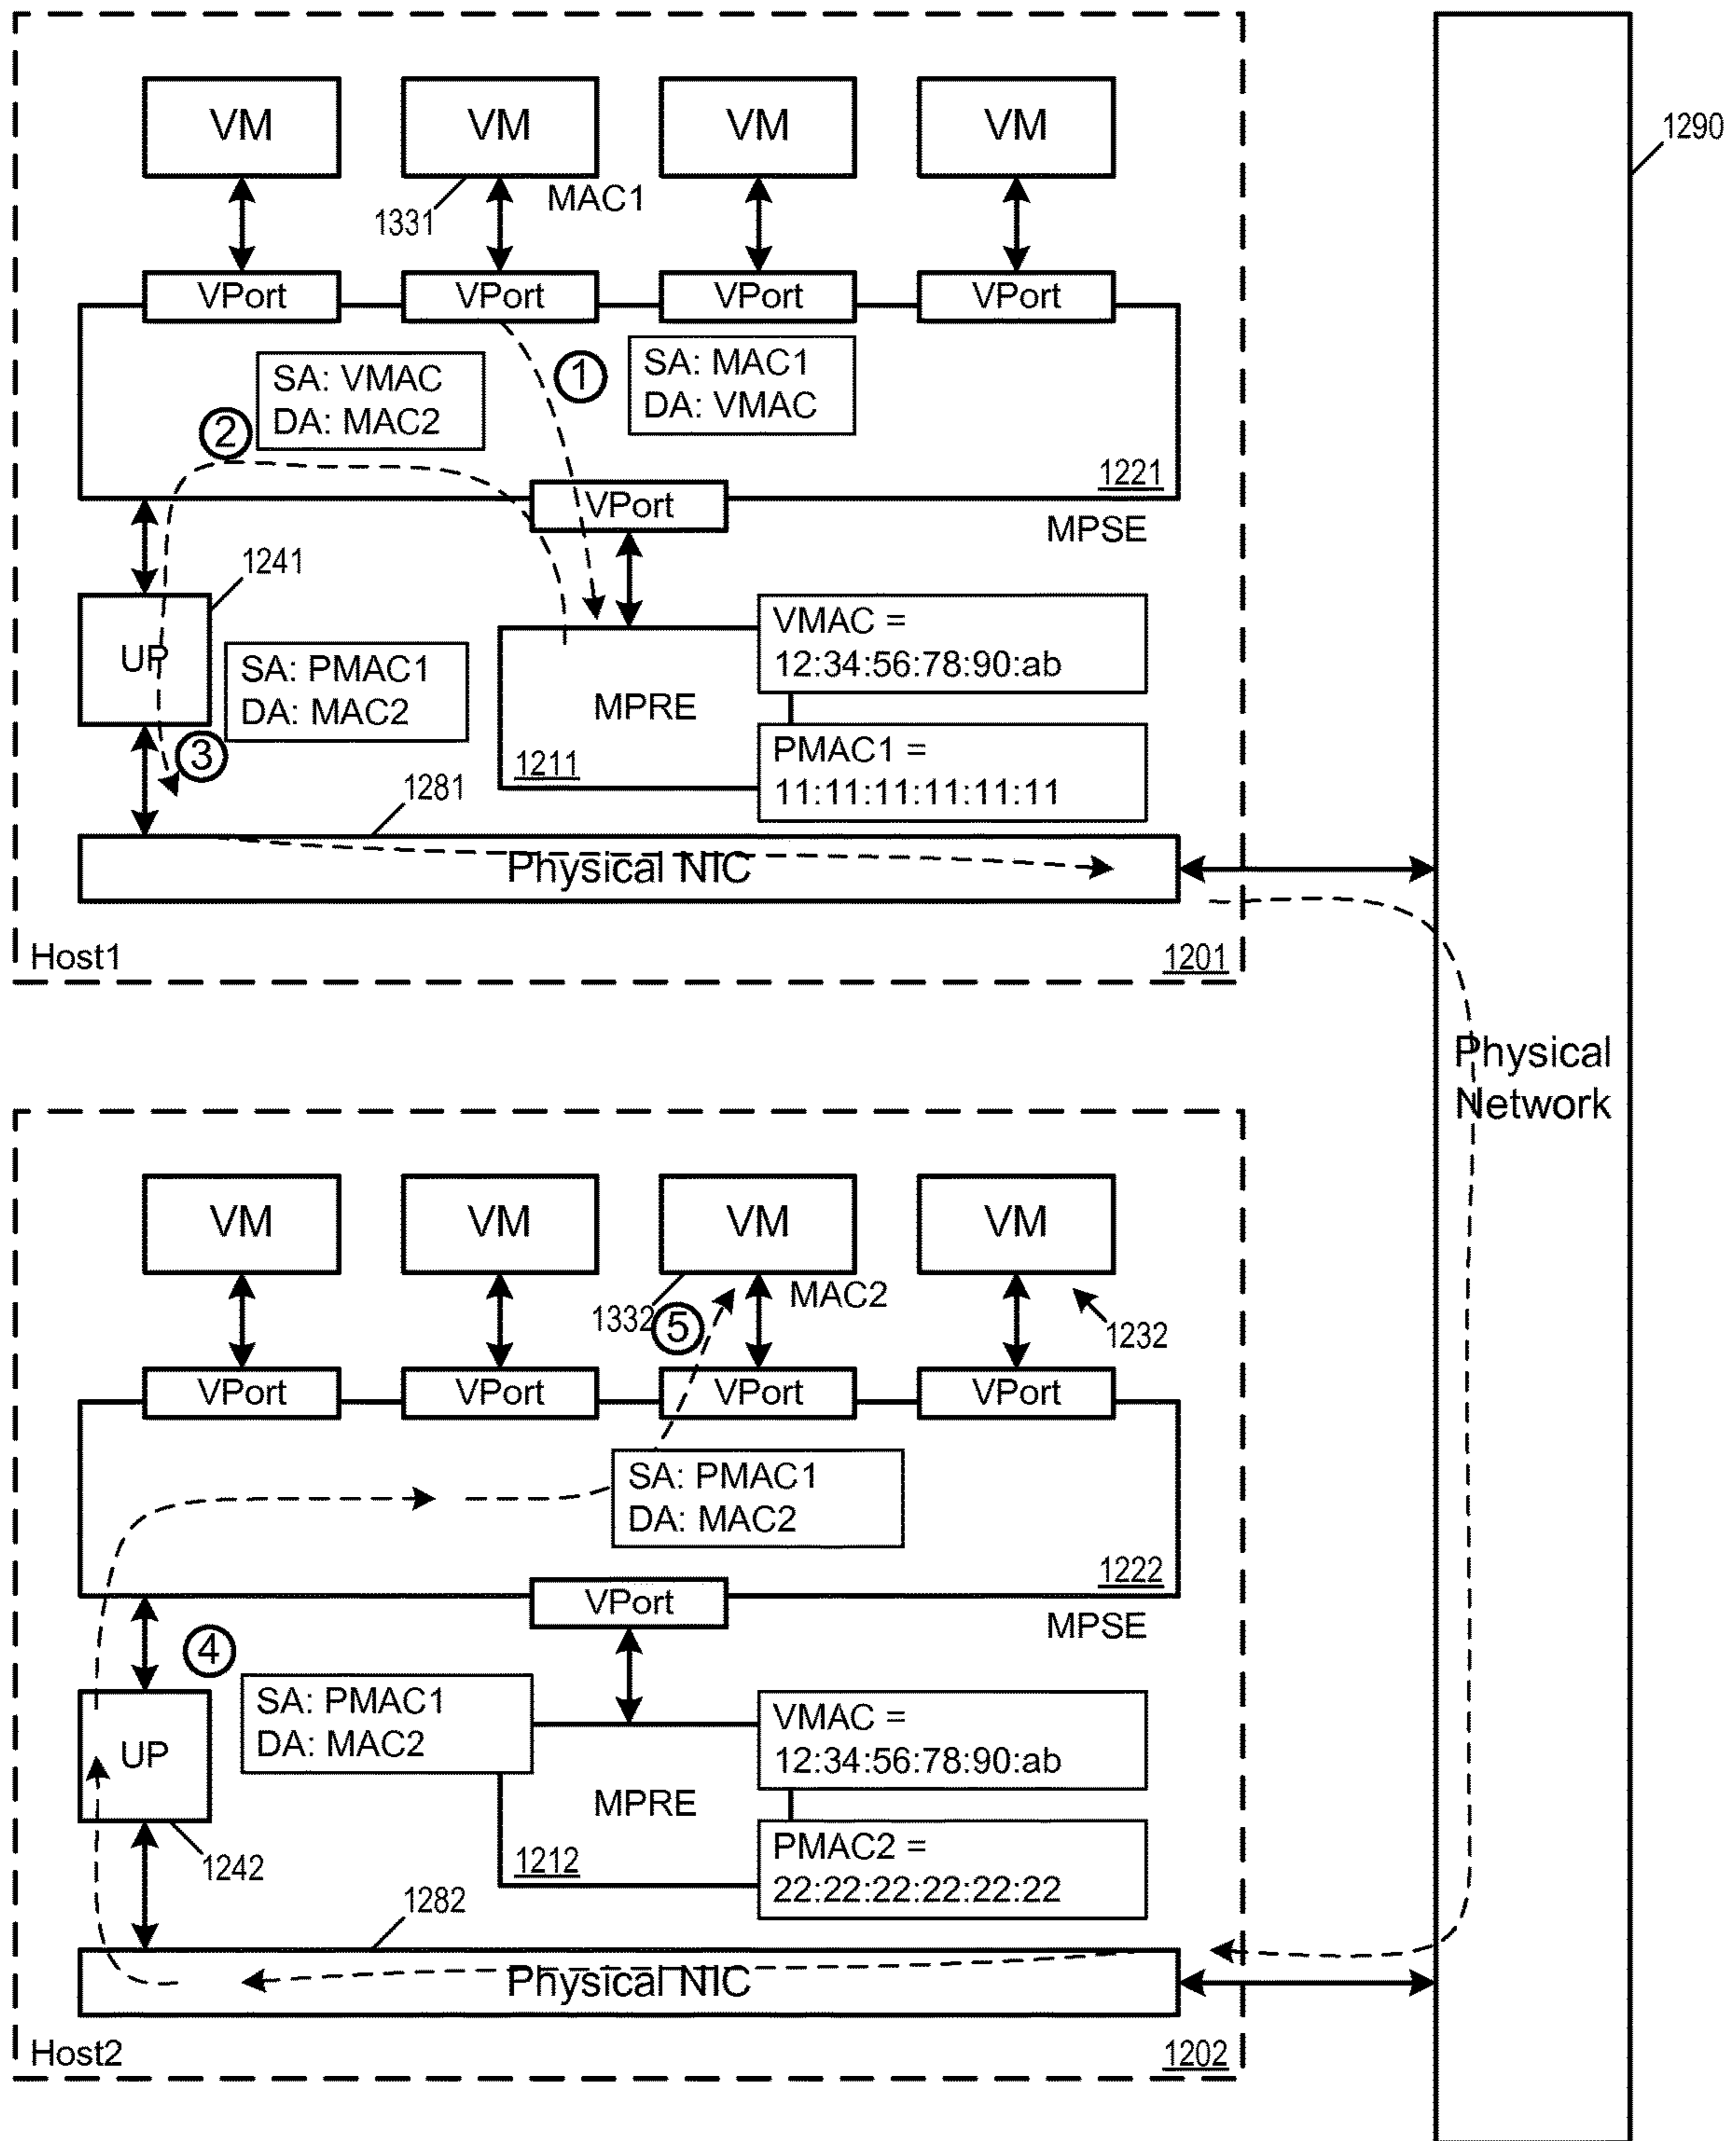 VM
VM
VM
VM
1290
1331
MAC1
VPort
VPort
VPort
VPort
SA: VMAC
DA: MAC2
1
SA: MAC1
DA: VMAC
2
1221
VPort
MPSE
1241
UP
SA: PMAC1
DA: MAC2
VMAC =
12:34:56:78:90:ab
MPRE
3
1211
PMAC1 =
11:11:11:11:11:11
1281
Physical NIC
Host1
1201
Physical
Network
VM
VM
VM
VM
1332
5
MAC2
1232
VPort
VPort
VPort
VPort
SA: PMAC1
DA: MAC2
1222
VPort
MPSE
4
SA: PMAC1
DA: MAC2
UP
VMAC =
12:34:56:78:90:ab
MPRE
1242
1212
PMAC2 =
22:22:22:22:22:22
1282
Physical NIC
Host2
1202